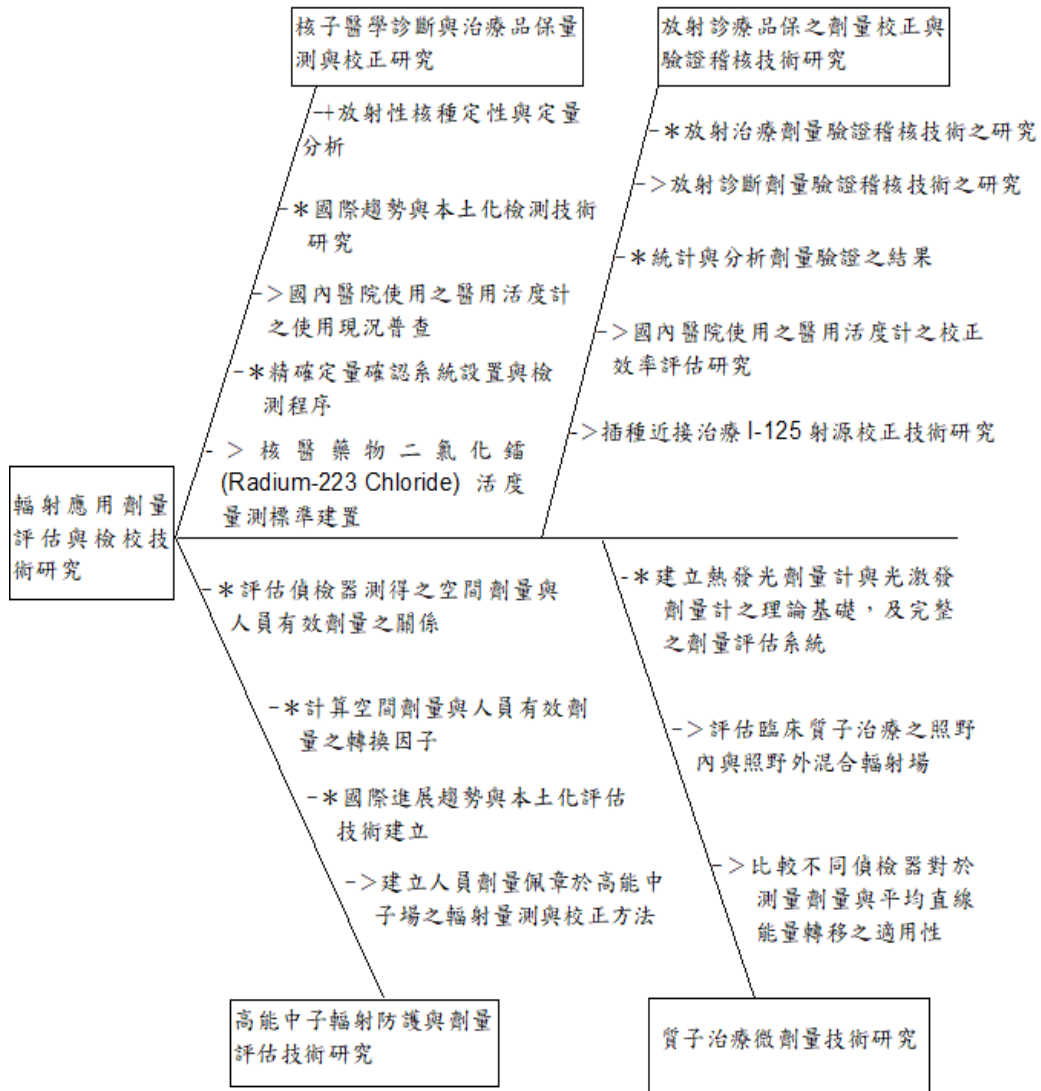 核子醫學診斷與治療品保量
測與校正研究
-+放射性核種定性與定量
分析
-*國際趨勢與本土化檢測技術
研究
->國內醫院使用之醫用活度計
之使用現況普查
-*精確定量確認系統設置與檢
測程序
-> 核醫藥物二氯化鐳
(Radium-223 Chloride) 活度
量測標準建置
放射診療品保之劑量校正與
驗證稽核技術研究
-*放射治療劑量驗證稽核技術之研究
->放射診斷劑量驗證稽核技術之研究
-*統計與分析劑量驗證之結果
->國內醫院使用之醫用活度計之校正
效率評估研究
->插種近接治療 I-125 射源校正技術研究
輻射應用劑量
評估與檢校技
術研究
-*評估偵檢器測得之空間劑量與
人員有效劑量之關係
-*計算空間劑量與人員有效劑
量之轉換因子
-*國際進展趨勢與本土化評估
技術建立
->建立人員劑量佩章於高能中
子場之輻射量測與校正方法
高能中子輻射防護與劑量
評估技術研究
-*建立熱發光劑量計與光激發
劑量計之理論基礎，及完整
之劑量評估系統
->評估臨床質子治療之照野
內與照野外混合輻射場
->比較不同偵檢器對於
測量劑量與平均直線
能量轉移之適用性
質子治療微劑量技術研究